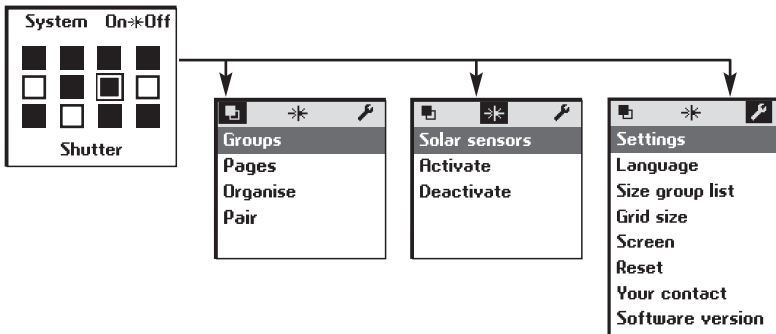 System On☀Off
Shutter
Groups
Pages
Organise
Pair
Solar sensors
Activate
Deactivate
Settings
Language
Size group list
Grid size
Screen
Reset
Your contact
Software version